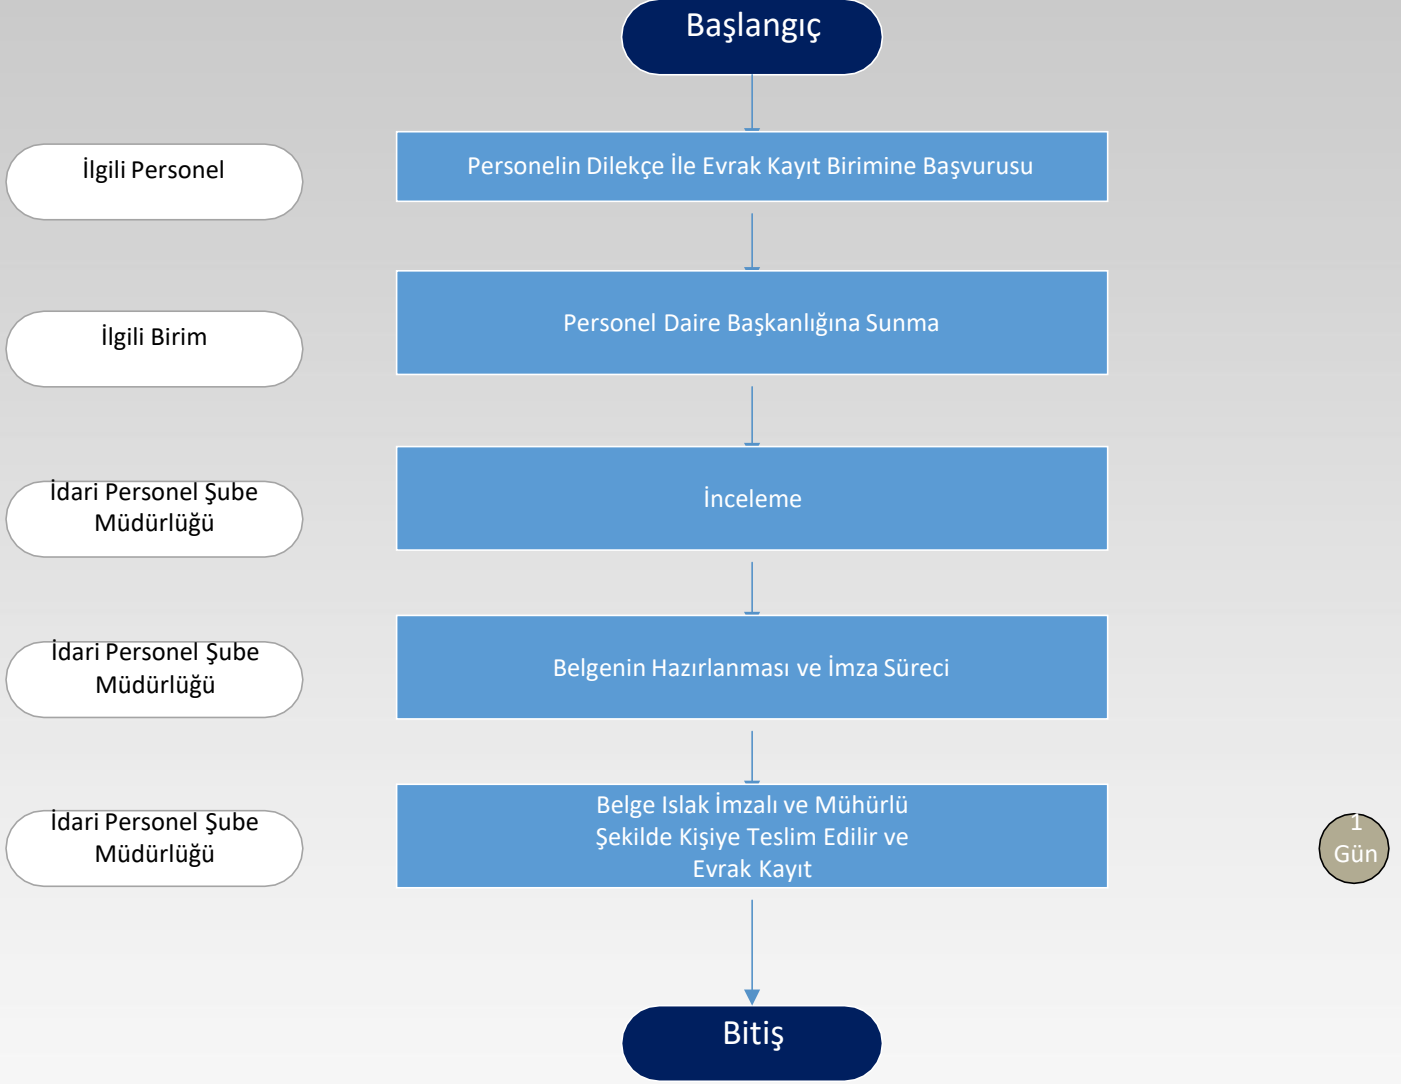 Başlangıç
İlgili Personel
Personelin Dilekçe İle Evrak Kayıt Birimine Başvurusu
İlgili Birim
Personel Daire Başkanlığına Sunma
İdari Personel Şube
Müdürlüğü
İnceleme
İdari Personel Şube
Müdürlüğü
Belgenin Hazırlanması ve İmza Süreci
İdari Personel Şube
Müdürlüğü
Belge Islak İmzalı ve Mühürlü
Şekilde Kişiye Teslim Edilir ve
Evrak Kayıt
1
Gün
Bitiş